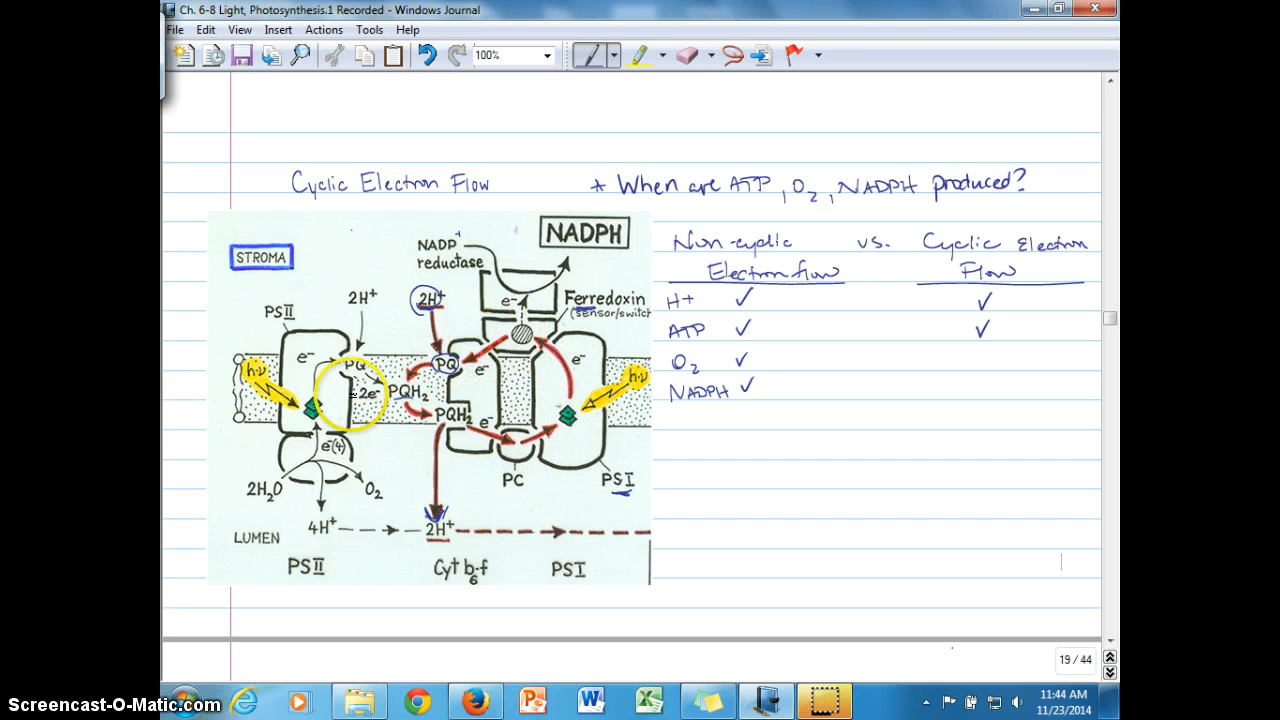 Ch. 6-8 Light, Photosynthesis.1 Recorded - Windows Journal
File Edit View Insert Actions Tools Help
100%
Cyclic Electron Flow
* When are ATP, O2, NADPH produced?
STROMA
NADP+
reductase
NADPH
2H+
2H+
Ferredoxin
(sensor/switch
PSII
e-
e-
PQ
PQ
e-
e-
h·ν
h·ν
2e-
PQH2
PQH2
e-
e-(4)
2H2O
O2
PC
PSI
LUMEN
4H+
2H+
PSII
Cyt b6-f
PSI
Non-cyclic vs. Cyclic Electron
Electron flow Flow
H+ ✓ ✓
ATP ✓ ✓
O2 ✓
NADPH ✓
19 / 44
Screencast-O-Matic.com
11:44 AM
11/23/2014